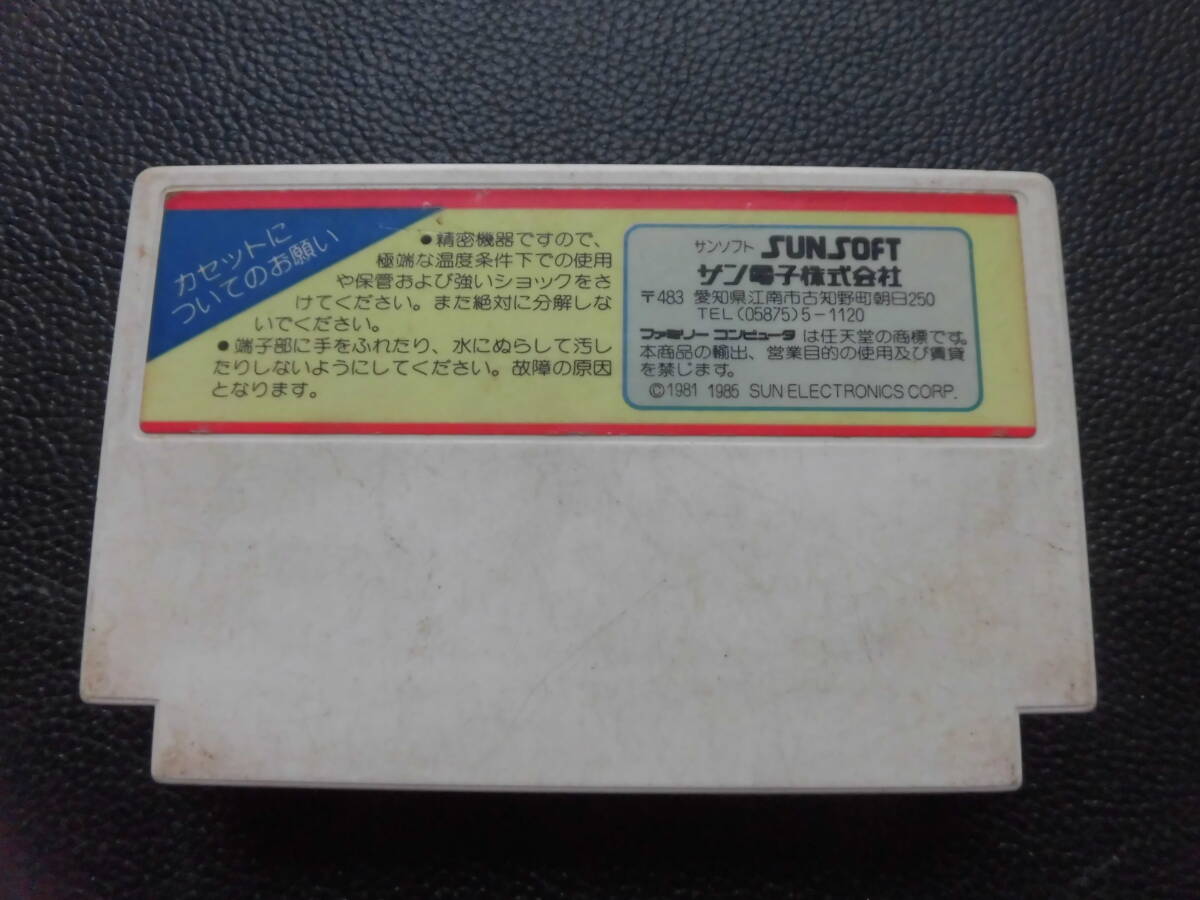 カセットに
ついてのお願い
●精密機器ですので、
極端な温度条件下での使用
や保管および強いショックをさ
けてください。また絶対に分解しな
いでください。
●端子部に手をふれたり、水にぬらして汚し
たりしないようにしてください。故障の原因
となります。
サンソフト SUNSOFT
サン電子株式会社
〒483 愛知県江南市古知野町朝日250
TEL(05875)5-1120
ファミリーコンピュータ は任天堂の商標です。
本商品の輸出、営業目的の使用及び賃貸
を禁じます。
©1981 1985 SUN ELECTRONICS CORP.